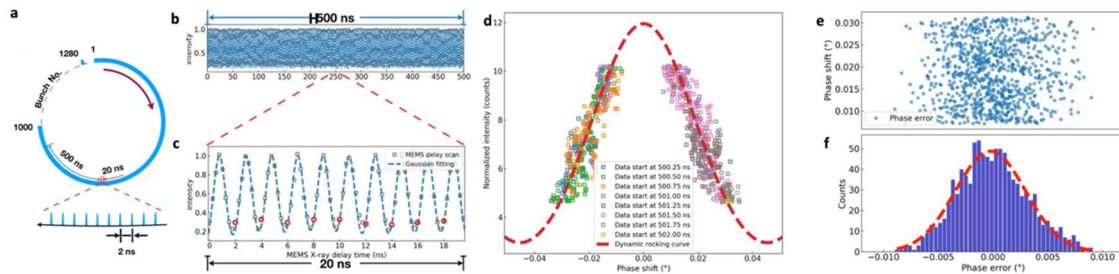 a
1280
1
Bunch No.
1000
500 ns
20 ns
2 ns
b
500 ns
intensity
1.0
0.5
0 50 100 150 200 250 300 350 400 450 500
c
MEMS delay scan
Gaussian fitting
Intensity
1.0
0.8
0.6
0.4
0.2
0 2 4 6 8 10 12 14 16 18
MEMS X-ray delay time (ns)
20 ns
d
Normalized intensity (counts)
12
10
8
6
4
Data start at 500.25 ns
Data start at 500.50 ns
Data start at 500.75 ns
Data start at 501.00 ns
Data start at 501.25 ns
Data start at 501.50 ns
Data start at 501.75 ns
Data start at 502.00 ns
Dynamic rocking curve
−0.04 −0.02 0.00 0.02 0.04
Phase shift (°)
e
Phase shift (°)
0.030
0.025
0.020
0.015
0.010
Phase error
f
Counts
50
40
30
20
10
0
−0.010 −0.005 0.000 0.005 0.010
Phase error (°)